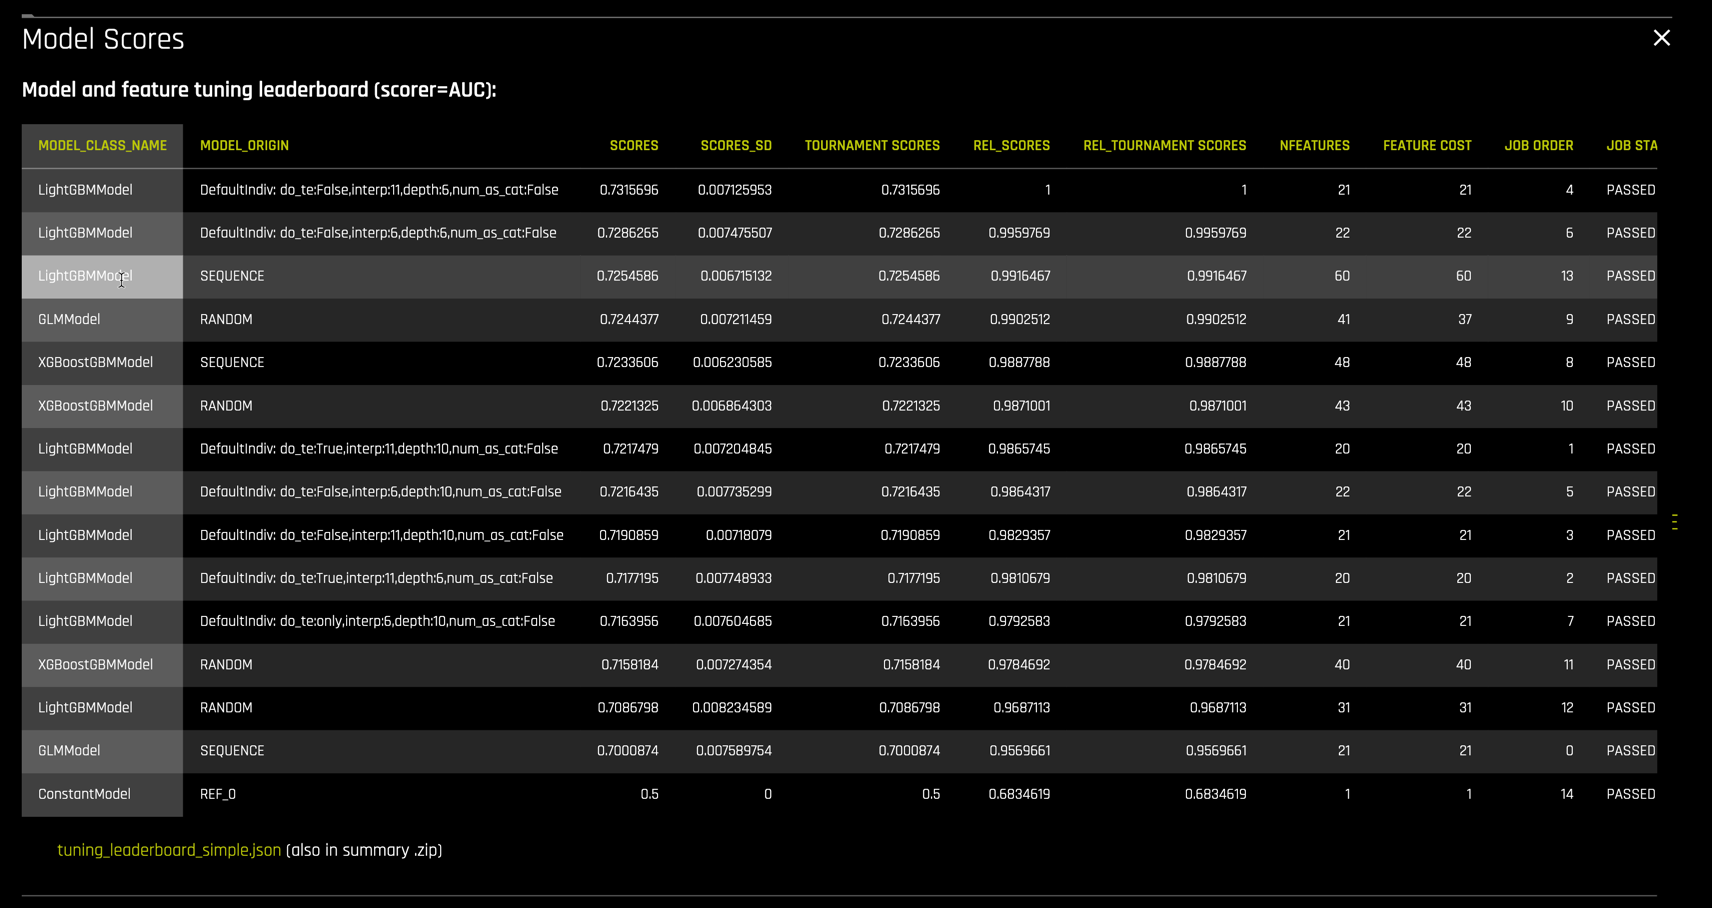 Model Scores
Model and feature tuning leaderboard (scorer=AUC):
MODEL_CLASS_NAME MODEL_ORIGIN SCORES SCORES_SD TOURNAMENT SCORES REL_SCORES REL_TOURNAMENT SCORES NFEATURES FEATURE COST JOB ORDER JOB STA
LightGBMModel DefaultIndiv: do_te:False,interp:11,depth:6,num_as_cat:False 0.7315696 0.007125953 0.7315696 1 1 21 21 4 PASSED
LightGBMModel DefaultIndiv: do_te:False,interp:6,depth:6,num_as_cat:False 0.7286265 0.007475507 0.7286265 0.9959769 0.9959769 22 22 6 PASSED
LightGBMModel SEQUENCE 0.7254586 0.006715132 0.7254586 0.9916467 0.9916467 60 60 13 PASSED
GLMModel RANDOM 0.7244377 0.007211459 0.7244377 0.9902512 0.9902512 41 37 9 PASSED
XGBoostGBMModel SEQUENCE 0.7233606 0.006230585 0.7233606 0.9887788 0.9887788 48 48 8 PASSED
XGBoostGBMModel RANDOM 0.7221325 0.006864303 0.7221325 0.9871001 0.9871001 43 43 10 PASSED
LightGBMModel DefaultIndiv: do_te:True,interp:11,depth:10,num_as_cat:False 0.7217479 0.007204845 0.7217479 0.9865745 0.9865745 20 20 1 PASSED
LightGBMModel DefaultIndiv: do_te:False,interp:6,depth:10,num_as_cat:False 0.7216435 0.007735299 0.7216435 0.9864317 0.9864317 22 22 5 PASSED
LightGBMModel DefaultIndiv: do_te:False,interp:11,depth:10,num_as_cat:False 0.7190859 0.00718079 0.7190859 0.9829357 0.9829357 21 21 3 PASSED
LightGBMModel DefaultIndiv: do_te:True,interp:11,depth:6,num_as_cat:False 0.7177195 0.007748933 0.7177195 0.9810679 0.9810679 20 20 2 PASSED
LightGBMModel DefaultIndiv: do_te:only,interp:6,depth:10,num_as_cat:False 0.7163956 0.007604685 0.7163956 0.9792583 0.9792583 21 21 7 PASSED
XGBoostGBMModel RANDOM 0.7158184 0.007274354 0.7158184 0.9784692 0.9784692 40 40 11 PASSED
LightGBMModel RANDOM 0.7086798 0.008234589 0.7086798 0.9687113 0.9687113 31 31 12 PASSED
GLMModel SEQUENCE 0.7000874 0.007589754 0.7000874 0.9569661 0.9569661 21 21 0 PASSED
ConstantModel REF_0 0.5 0 0.5 0.6834619 0.6834619 1 1 14 PASSED
tuning_leaderboard_simple.json (also in summary .zip)